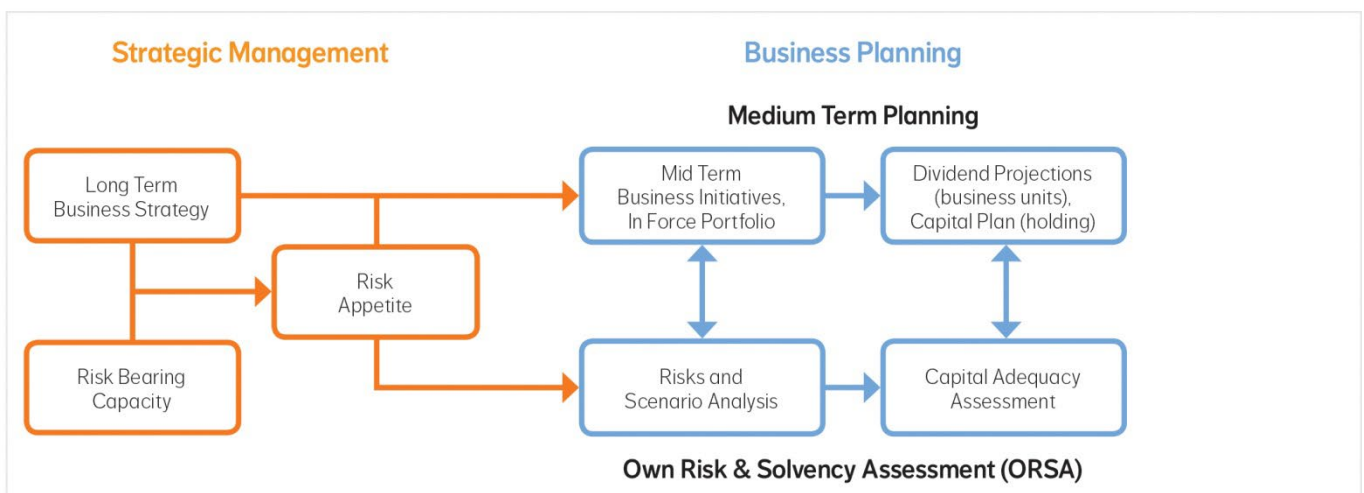 Strategic Management
Business Planning
Medium Term Planning
Long Term
Business Strategy
Mid Term
Business Initiatives,
In Force Portfolio
Dividend Projections
(business units),
Capital Plan (holding)
Risk
Appetite
Risk Bearing
Capacity
Risks and
Scenario Analysis
Capital Adequacy
Assessment
Own Risk & Solvency Assessment (ORSA)